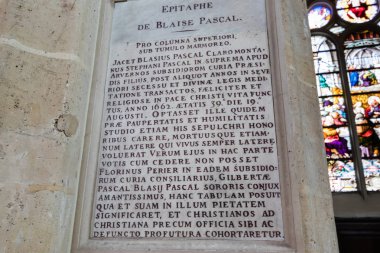 EPITAPHE
DE BLAISE PASCAL.
PRO COLUMNA SUPERIORI,
SUB TUMULO MARMOREO.
JACET BLASIUS PASCAL CLAROMONTA-
NUS STEPHANI PASCAL IN SUPREMA APUD
ARVERNOS SUBSIDIORUM CURIA PRÆSI-
DIS FILIUS, POST ALIQUOT ANNOS IN SEVE
RIORI SECESSU ET DIVINÆ LEGIS MEDI-
TATIONE TRANSACTOS, FÆLICITER ET
RELIGIOSE IN PACE CHRISTI VITA FUNC
TUS, ANNO 1662. ÆTATIS 39. DIE 19.
AUGUSTI. OPTASSET ILLE QUIDEM
PRÆ PAUPERTATIS ET HUMILITATIS
STUDIO ETIAM HIS SEPULCHRI HONO
RIBUS CARERE, MORTUUSQUE ETIAM-
NUM LATERE QUI VIVUS SEMPER LATERE
VOLUERAT. VERUM EJUS IN HAC PARTE
VOTIS CUM CEDERE NON POSSET
FLORINUS PERIER IN EADEM SUBSIDIO-
RUM CURIA CONSILIARIUS, GILBERTÆ
PASCAL BLASIJ PASCAL SORORIS CONJUX
AMANTISSIMUS, HANC TABULAM POSUIT
QUA ET SUAM IN ILLUM PIETATEM
SIGNIFICARET, ET CHRISTIANOS AD
CHRISTIANA PRECUM OFFICIA SIBI AC
DEFUNCTO PROFUTURA COHORTARETUR.